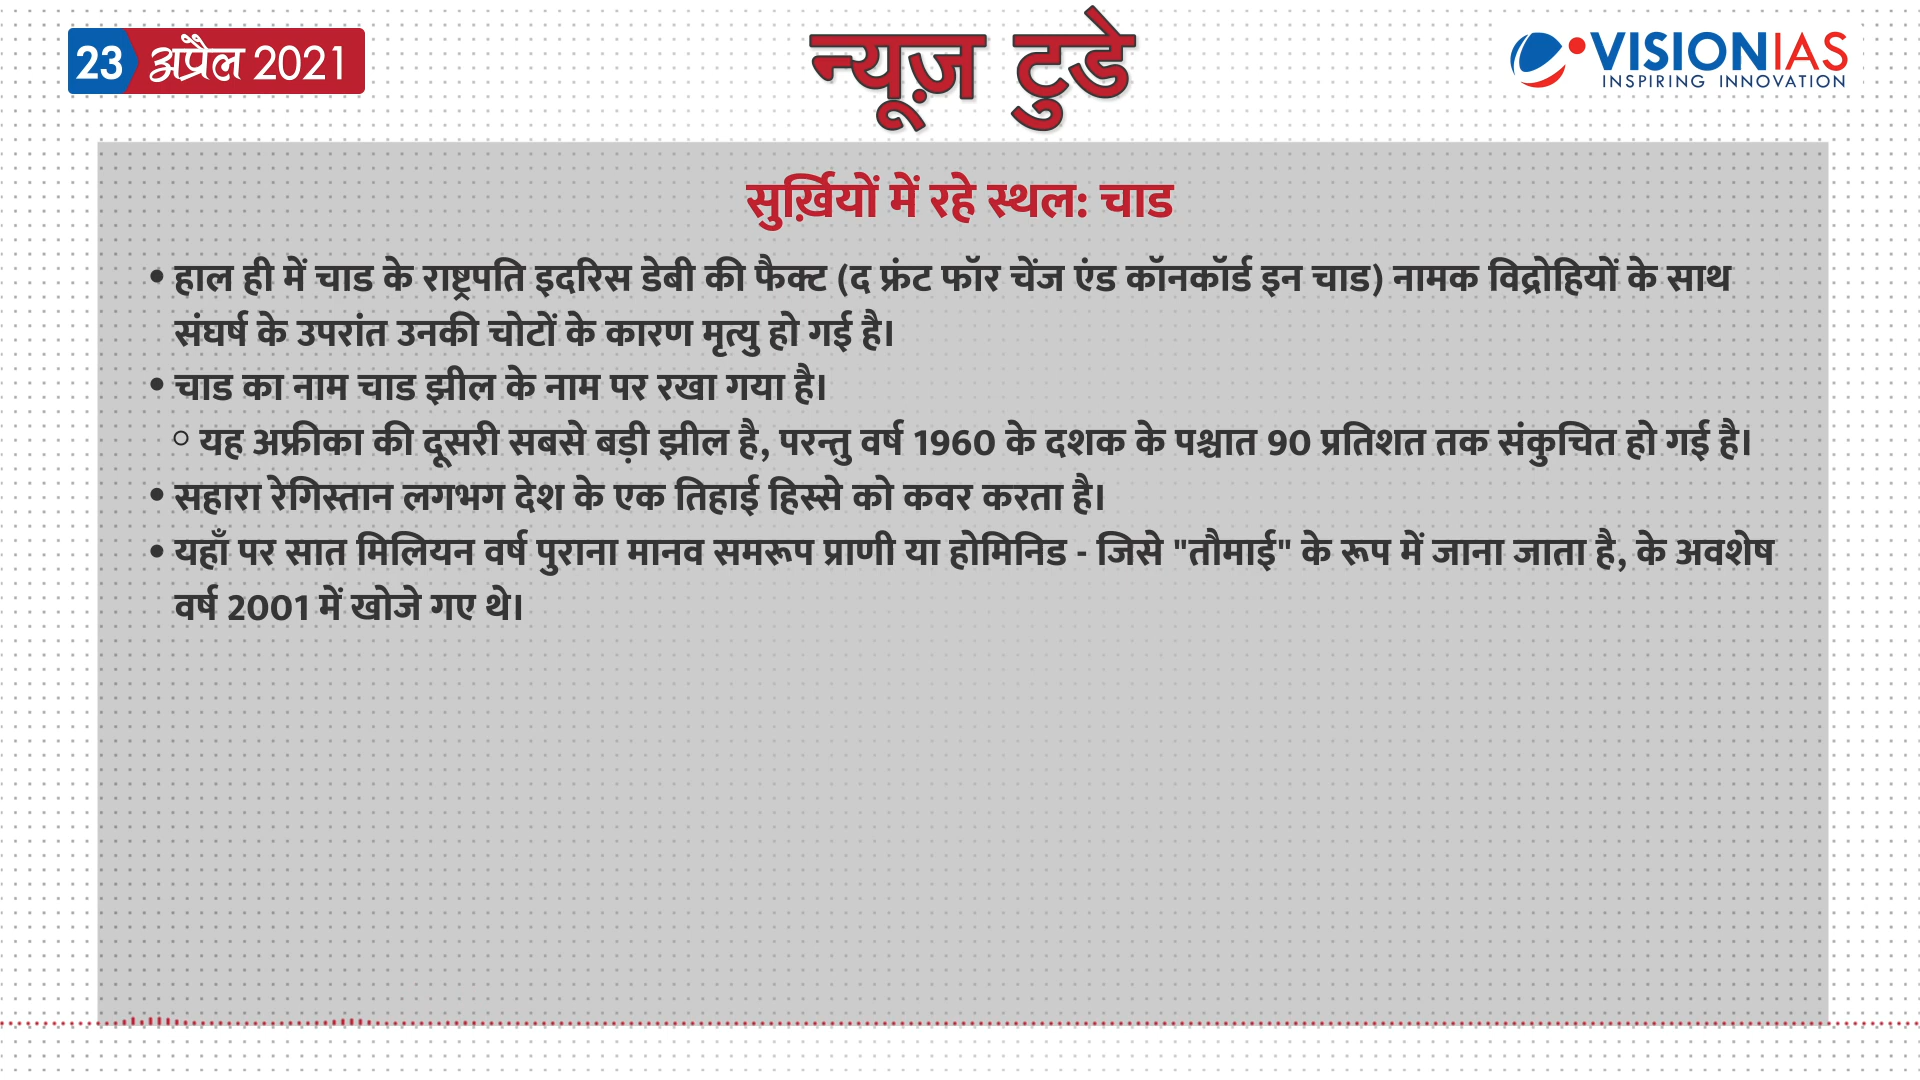 23 अप्रैल 2021
न्यूज़ टुडे
VISIONIAS
INSPIRING INNOVATION
सुर्ख़ियों में रहे स्थल: चाड
• हाल ही में चाड के राष्ट्रपति इदरिस डेबी की फैक्ट (द फ्रंट फॉर चेंज एंड कॉनकॉर्ड इन चाड) नामक विद्रोहियों के साथ
संघर्ष के उपरांत उनकी चोटों के कारण मृत्यु हो गई है।
• चाड का नाम चाड झील के नाम पर रखा गया है।
○ यह अफ्रीका की दूसरी सबसे बड़ी झील है, परन्तु वर्ष 1960 के दशक के पश्चात 90 प्रतिशत तक संकुचित हो गई है।
• सहारा रेगिस्तान लगभग देश के एक तिहाई हिस्से को कवर करता है।
• यहाँ पर सात मिलियन वर्ष पुराना मानव समरूप प्राणी या होमिनिड - जिसे "तौमाई" के रूप में जाना जाता है, के अवशेष
वर्ष 2001 में खोजे गए थे।